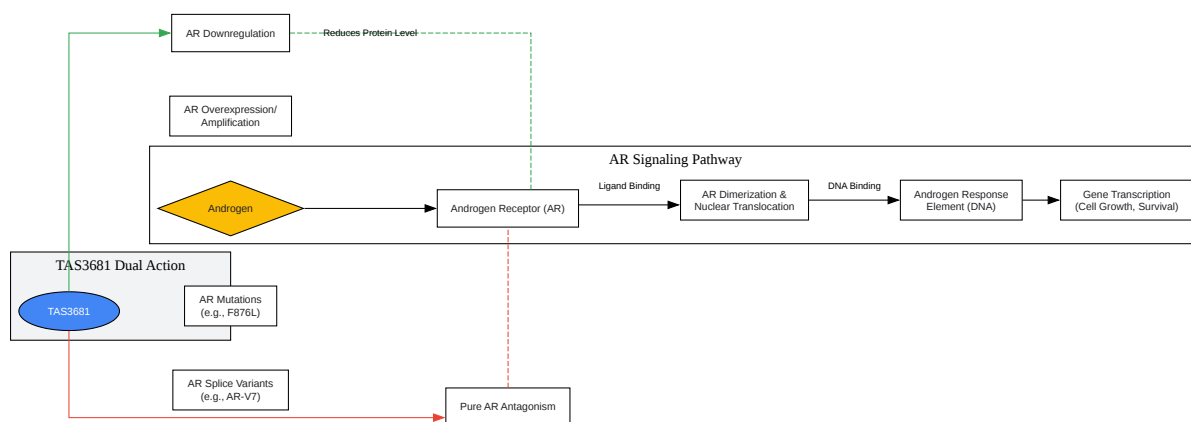 AR Downregulation
Reduces Protein Level
AR Overexpression/
Amplification
AR Signaling Pathway
Androgen
Androgen Receptor (AR)
Ligand Binding
AR Dimerization &
Nuclear Translocation
DNA Binding
Androgen Response
Element (DNA)
Gene Transcription
(Cell Growth, Survival)
TAS3681 Dual Action
TAS3681
AR Mutations
(e.g., F876L)
AR Splice Variants
(e.g., AR-V7)
Pure AR Antagonism